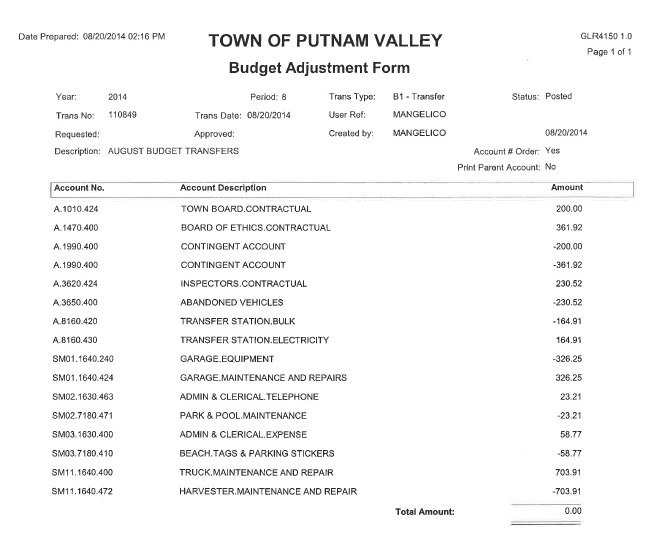 Date Prepared: 08/20/2014 02:16 PM TOWN OF PUTNAM VALLEY GLR4150 1.0
Page 1 of 1
Budget Adjustment Form
Year: 2014 Period: 8 Trans Type: B1 - Transfer Status: Posted
Trans No: 110849 Trans Date: 08/20/2014 User Ref: MANGELICO
Requested: Approved: Created by: MANGELICO 08/20/2014
Description: AUGUST BUDGET TRANSFERS Account # Order: Yes
Print Parent Account: No
Account No. Account Description Amount
A.1010.424 TOWN BOARD.CONTRACTUAL 200.00
A.1470.400 BOARD OF ETHICS.CONTRACTUAL 361.92
A.1990.400 CONTINGENT ACCOUNT -200.00
A.1990.400 CONTINGENT ACCOUNT -361.92
A.3620.424 INSPECTORS.CONTRACTUAL 230.52
A.3650.400 ABANDONED VEHICLES -230.52
A.8160.420 TRANSFER STATION.BULK -164.91
A.8160.430 TRANSFER STATION.ELECTRICITY 164.91
SM01.1640.240 GARAGE.EQUIPMENT -326.25
SM01.1640.424 GARAGE.MAINTENANCE AND REPAIRS 326.25
SM02.1630.463 ADMIN & CLERICAL.TELEPHONE 23.21
SM02.7180.471 PARK & POOL.MAINTENANCE -23.21
SM03.1630.400 ADMIN & CLERICAL.EXPENSE 58.77
SM03.7180.410 BEACH.TAGS & PARKING STICKERS -58.77
SM11.1640.400 TRUCK.MAINTENANCE AND REPAIR 703.91
SM11.1640.472 HARVESTER.MAINTENANCE AND REPAIR -703.91
Total Amount: 0.00